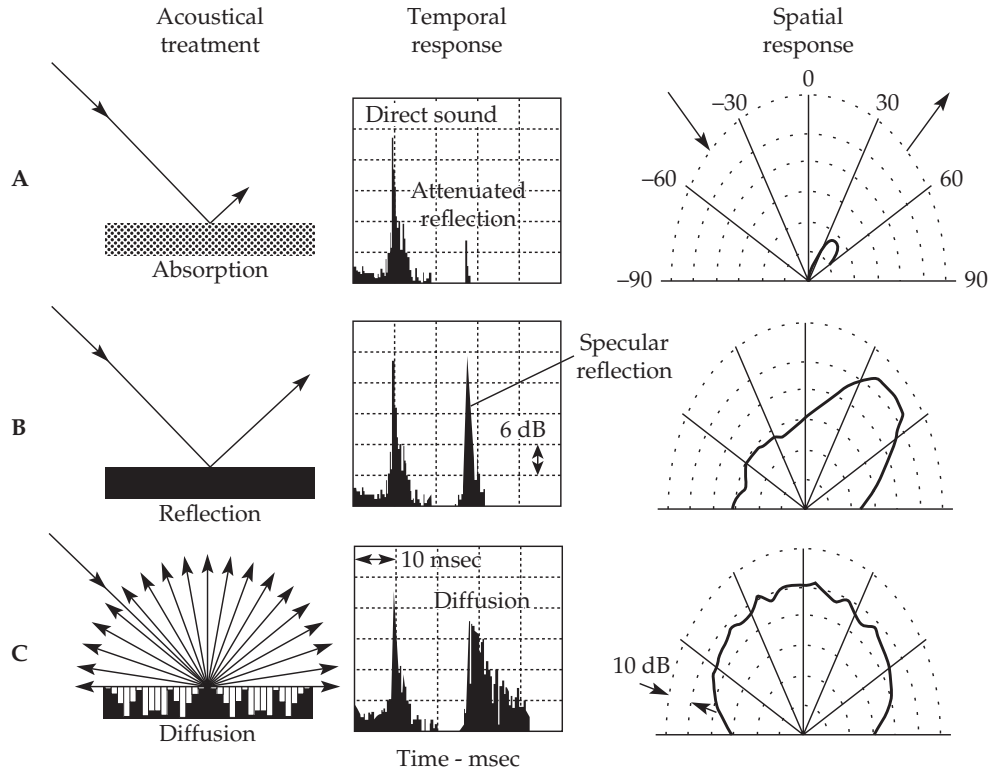 Acoustical
treatment
Temporal
response
Spatial
response
A
Direct sound
Attenuated
reflection
Absorption
0
–30
30
–60
60
–90
90
B
Specular
reflection
6 dB
Reflection
C
10 msec
Diffusion
10 dB
Diffusion
Time - msec